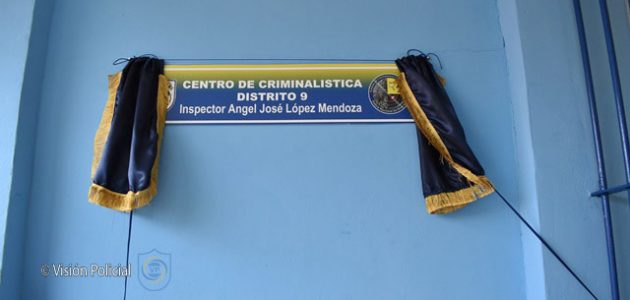 CENTRO DE CRIMINALISTICA
DISTRITO 9
Inspector Angel José López Mendoza
© Visión Policial